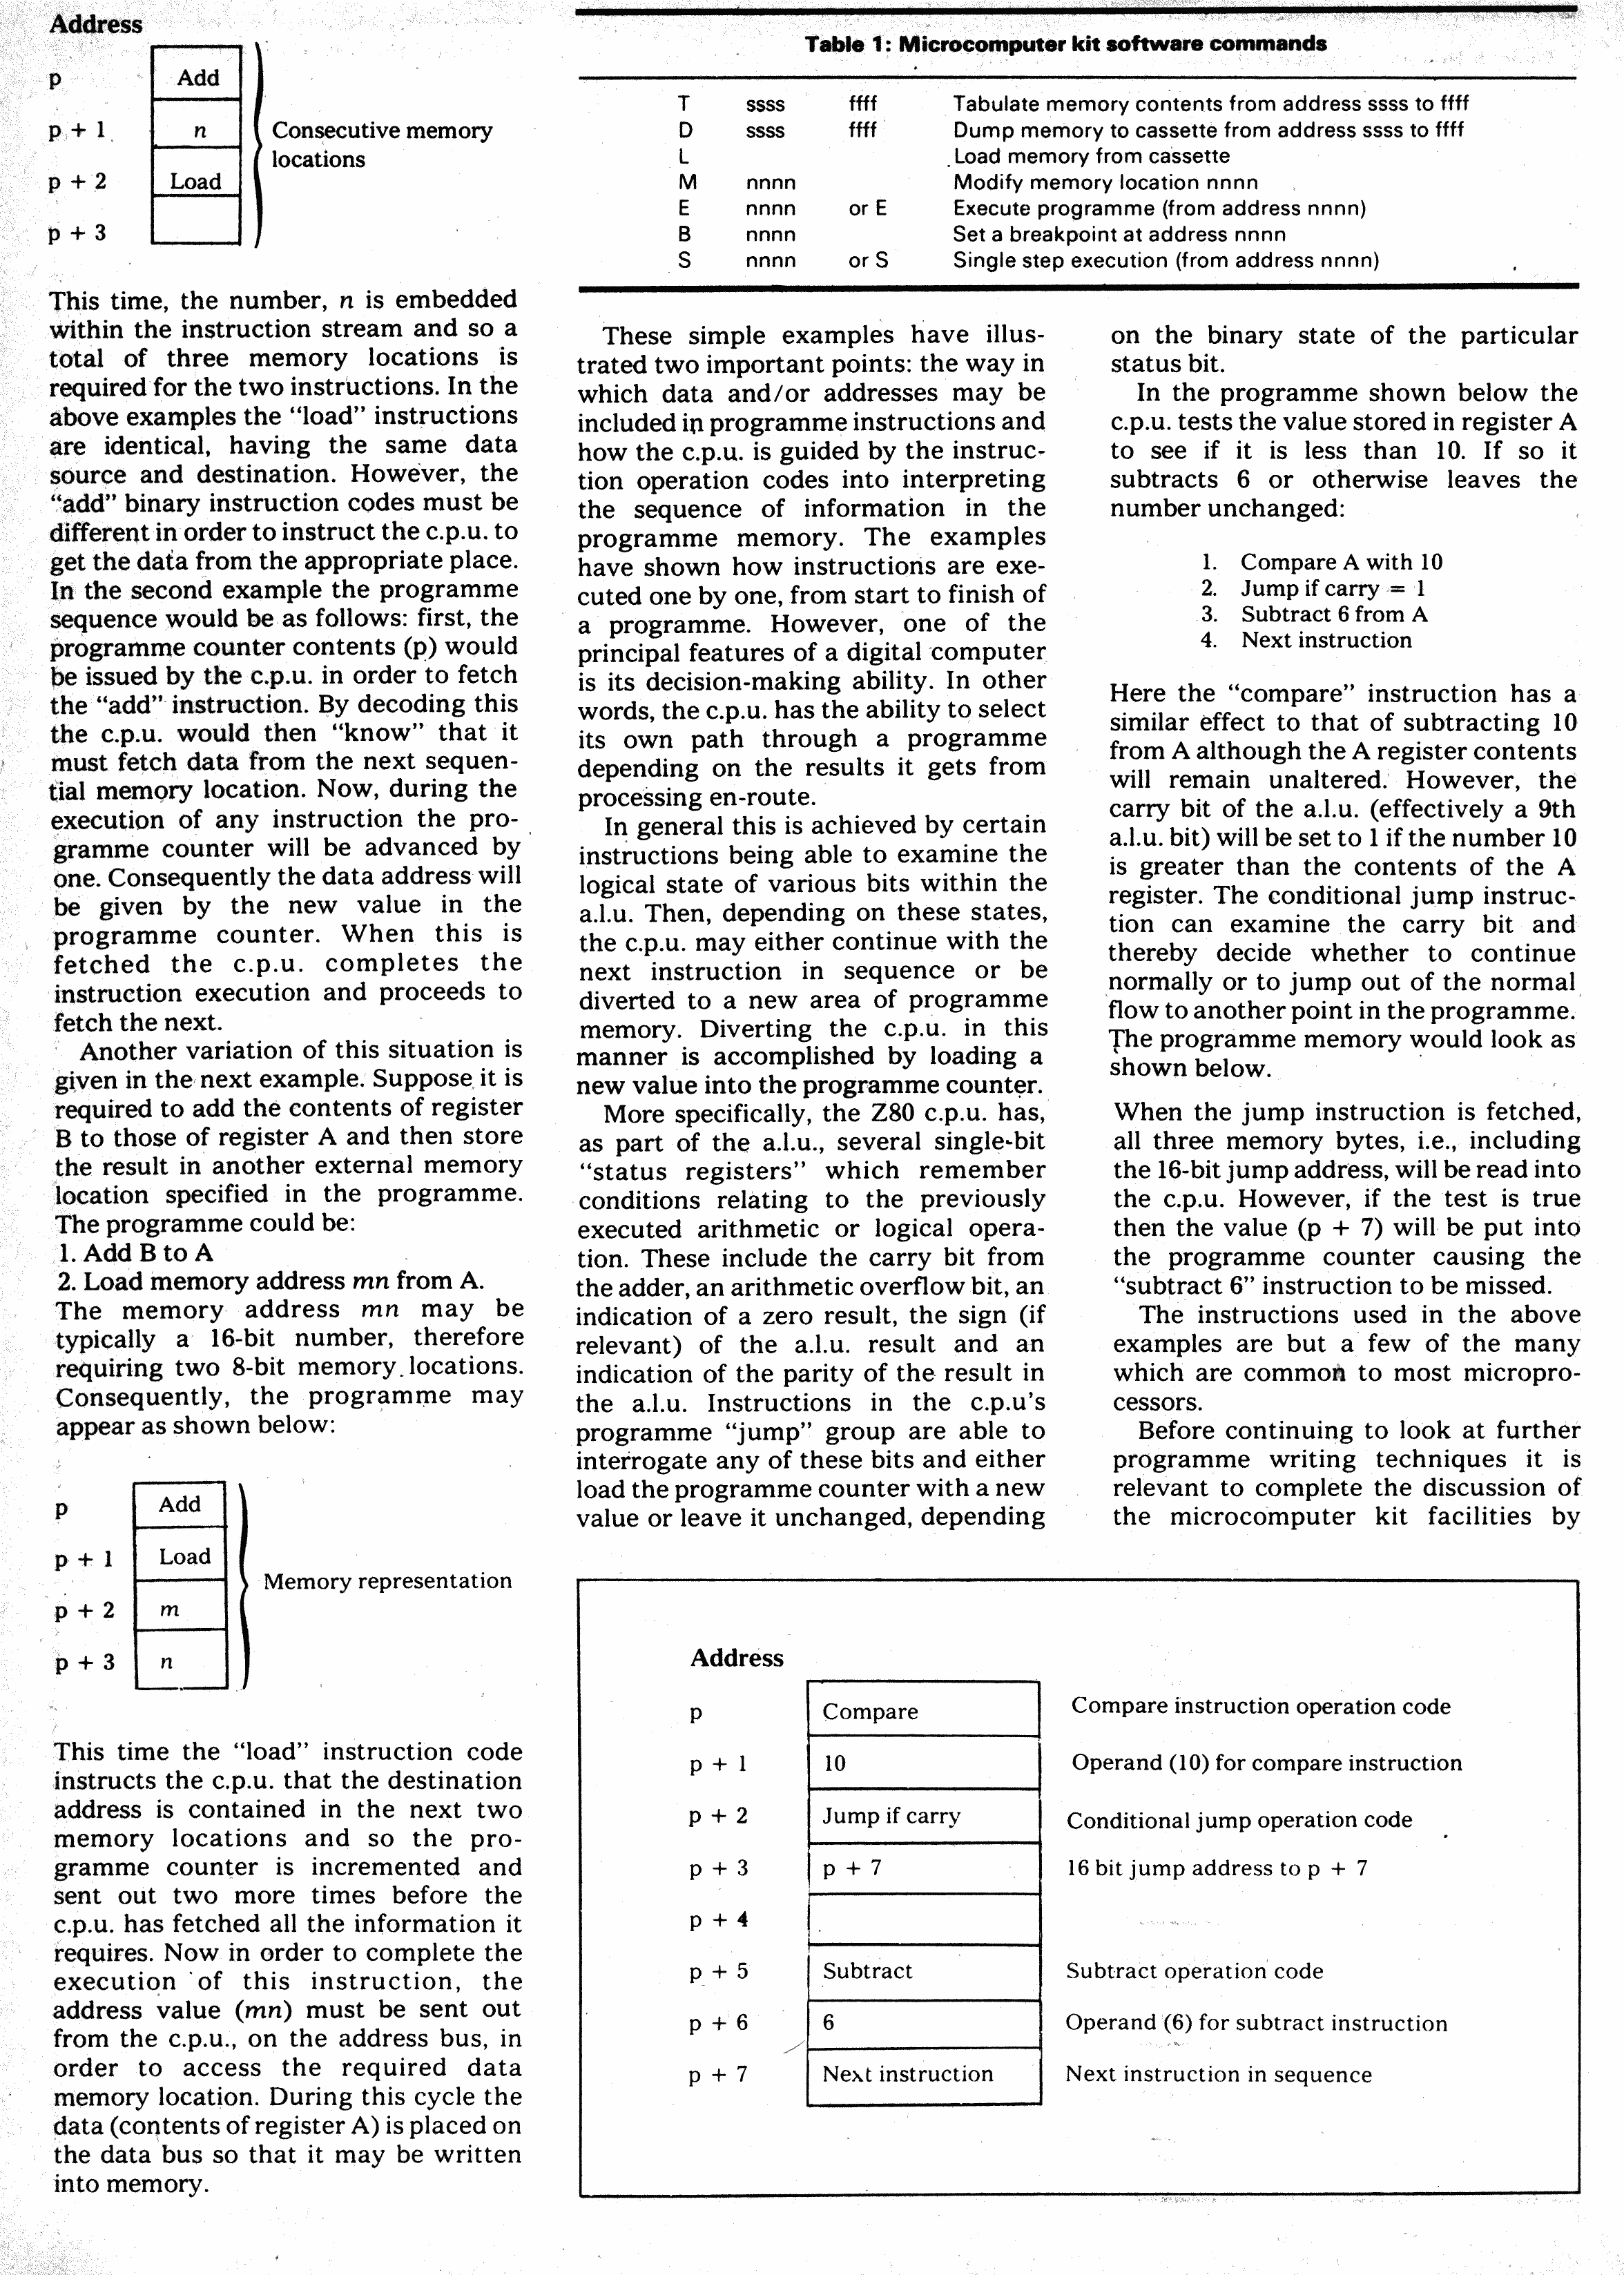 Address
p Add
p + 1 n
p + 2 Load
p + 3
Consecutive memory
locations
This time, the number, n is embedded
within the instruction stream and so a
total of three memory locations is
required for the two instructions. In the
above examples the "load" instructions
are identical, having the same data
source and destination. However, the
"add" binary instruction codes must be
different in order to instruct the c.p.u. to
get the data from the appropriate place.
In the second example the programme
sequence would be as follows: first, the
programme counter contents (p) would
be issued by the c.p.u. in order to fetch
the "add" instruction. By decoding this
the c.p.u. would then "know" that it
must fetch data from the next sequen-
tial memory location. Now, during the
execution of any instruction the pro-
gramme counter will be advanced by
one. Consequently the data address will
be given by the new value in the
programme counter. When this is
fetched the c.p.u. completes the
instruction execution and proceeds to
fetch the next.
Another variation of this situation is
given in the next example. Suppose it is
required to add the contents of register
B to those of register A and then store
the result in another external memory
location specified in the programme.
The programme could be:
1. Add B to A
2. Load memory address mn from A.
The memory address mn may be
typically a 16-bit number, therefore
requiring two 8-bit memory locations.
Consequently, the programme may
appear as shown below:
p Add
p + 1 Load
p + 2 m
p + 3 n
Memory representation
This time the "load" instruction code
instructs the c.p.u. that the destination
address is contained in the next two
memory locations and so the pro-
gramme counter is incremented and
sent out two more times before the
c.p.u. has fetched all the information it
requires. Now in order to complete the
execution of this instruction, the
address value (mn) must be sent out
from the c.p.u., on the address bus, in
order to access the required data
memory location. During this cycle the
data (contents of register A) is placed on
the data bus so that it may be written
into memory.
Table 1: Microcomputer kit software commands
T ssss ffff Tabulate memory contents from address ssss to ffff
D ssss ffff Dump memory to cassette from address ssss to ffff
L Load memory from cassette
M nnnn Modify memory location nnnn
E nnnn or E Execute programme (from address nnnn)
B nnnn Set a breakpoint at address nnnn
S nnnn or S Single step execution (from address nnnn)
These simple examples have illus-
trated two important points: the way in
which data and/or addresses may be
included in programme instructions and
how the c.p.u. is guided by the instruc-
tion operation codes into interpreting
the sequence of information in the
programme memory. The examples
have shown how instructions are exe-
cuted one by one, from start to finish of
a programme. However, one of the
principal features of a digital computer
is its decision-making ability. In other
words, the c.p.u. has the ability to select
its own path through a programme
depending on the results it gets from
processing en-route.
In general this is achieved by certain
instructions being able to examine the
logical state of various bits within the
a.l.u. Then, depending on these states,
the c.p.u. may either continue with the
next instruction in sequence or be
diverted to a new area of programme
memory. Diverting the c.p.u. in this
manner is accomplished by loading a
new value into the programme counter.
More specifically, the Z80 c.p.u. has,
as part of the a.l.u., several single-bit
"status registers" which remember
conditions relating to the previously
executed arithmetic or logical opera-
tion. These include the carry bit from
the adder, an arithmetic overflow bit, an
indication of a zero result, the sign (if
relevant) of the a.l.u. result and an
indication of the parity of the result in
the a.l.u. Instructions in the c.p.u's
programme "jump" group are able to
interrogate any of these bits and either
load the programme counter with a new
value or leave it unchanged, depending
on the binary state of the particular
status bit.
In the programme shown below the
c.p.u. tests the value stored in register A
to see if it is less than 10. If so it
subtracts 6 or otherwise leaves the
number unchanged:
1. Compare A with 10
2. Jump if carry = 1
3. Subtract 6 from A
4. Next instruction
Here the "compare" instruction has a
similar effect to that of subtracting 10
from A although the A register contents
will remain unaltered. However, the
carry bit of the a.l.u. (effectively a 9th
a.l.u. bit) will be set to 1 if the number 10
is greater than the contents of the A
register. The conditional jump instruc-
tion can examine the carry bit and
thereby decide whether to continue
normally or to jump out of the normal
flow to another point in the programme.
The programme memory would look as
shown below.
When the jump instruction is fetched,
all three memory bytes, i.e., including
the 16-bit jump address, will be read into
the c.p.u. However, if the test is true
then the value (p + 7) will be put into
the programme counter causing the
"subtract 6" instruction to be missed.
The instructions used in the above
examples are but a few of the many
which are common to most micropro-
cessors.
Before continuing to look at further
programme writing techniques it is
relevant to complete the discussion of
the microcomputer kit facilities by
Address
p Compare Compare instruction operation code
p + 1 10 Operand (10) for compare instruction
p + 2 Jump if carry Conditional jump operation code
p + 3 p + 7 16 bit jump address to p + 7
p + 4
p + 5 Subtract Subtract operation code
p + 6 6 Operand (6) for subtract instruction
p + 7 Next instruction Next instruction in sequence